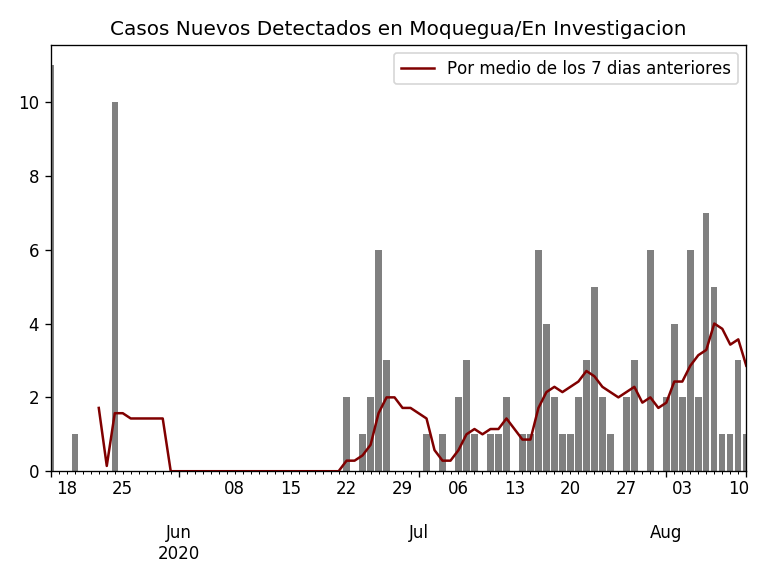 Casos Nuevos Detectados en Moquegua/En Investigacion
Por medio de los 7 dias anteriores
10
8
6
4
2
0
18 25 08 15 22 29 06 13 20 27 03 10
Jun Jul Aug
2020